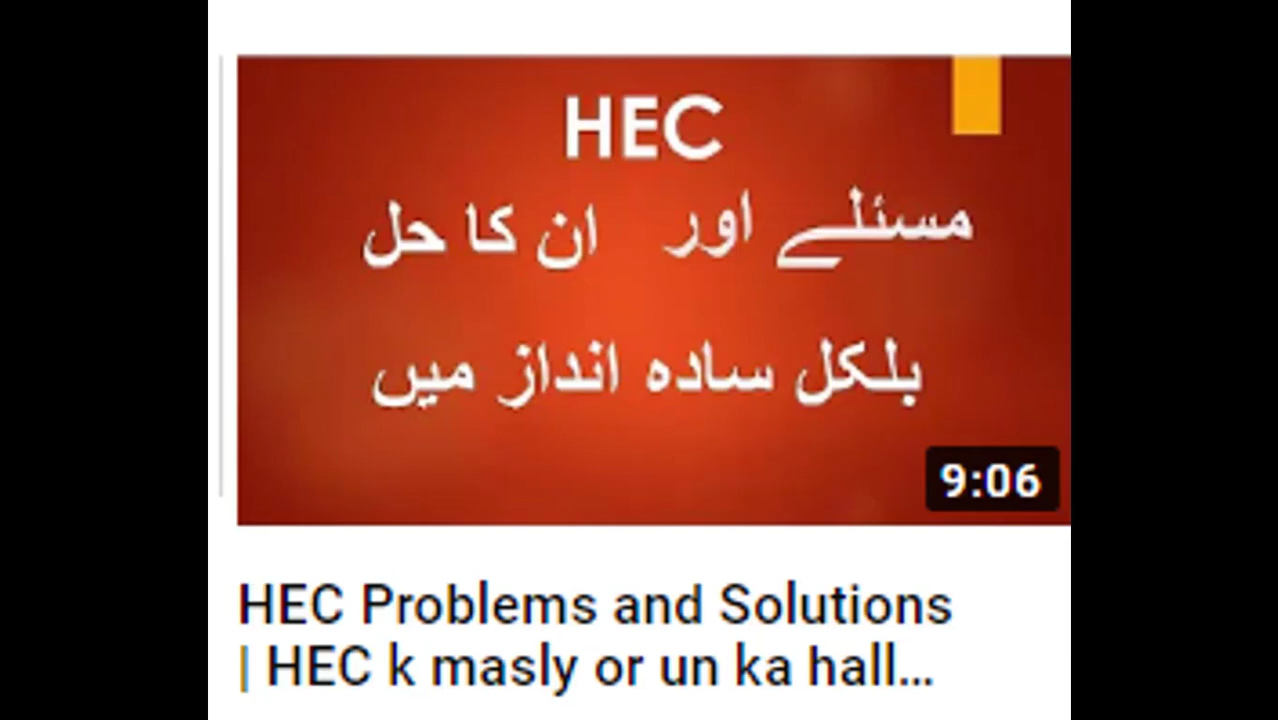 HEC
مسئلے اور ان کا حل
بلکل سادہ انداز میں
9:06
HEC Problems and Solutions
| HEC k masly or un ka hall...